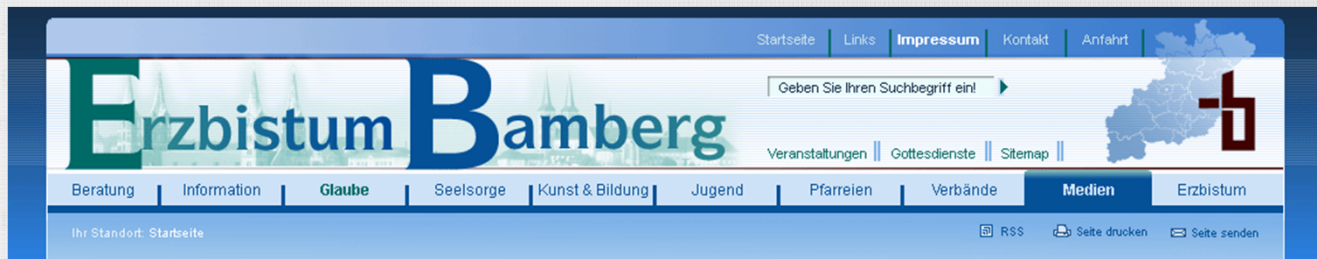 Startseite Links Impressum Kontakt Anfahrt
Geben Sie Ihren Suchbegriff ein!
Erzbistum Bamberg
Veranstaltungen Gottesdienste Sitemap
Beratung Information Glaube Seelsorge Kunst & Bildung Jugend Pfarreien Verbände Medien Erzbistum
Ihr Standort: Startseite RSS Seite drucken Seite senden